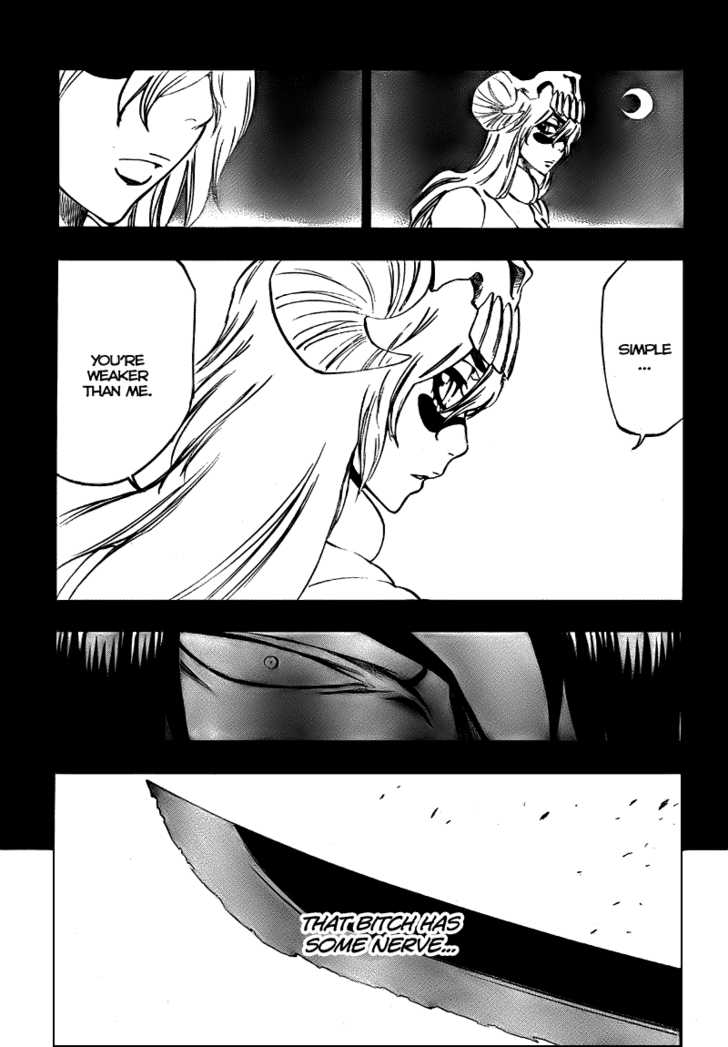 SIMPLE
...
YOU'RE
WEAKER
THAN ME.
THAT BITCH HAS
SOME NERVE...